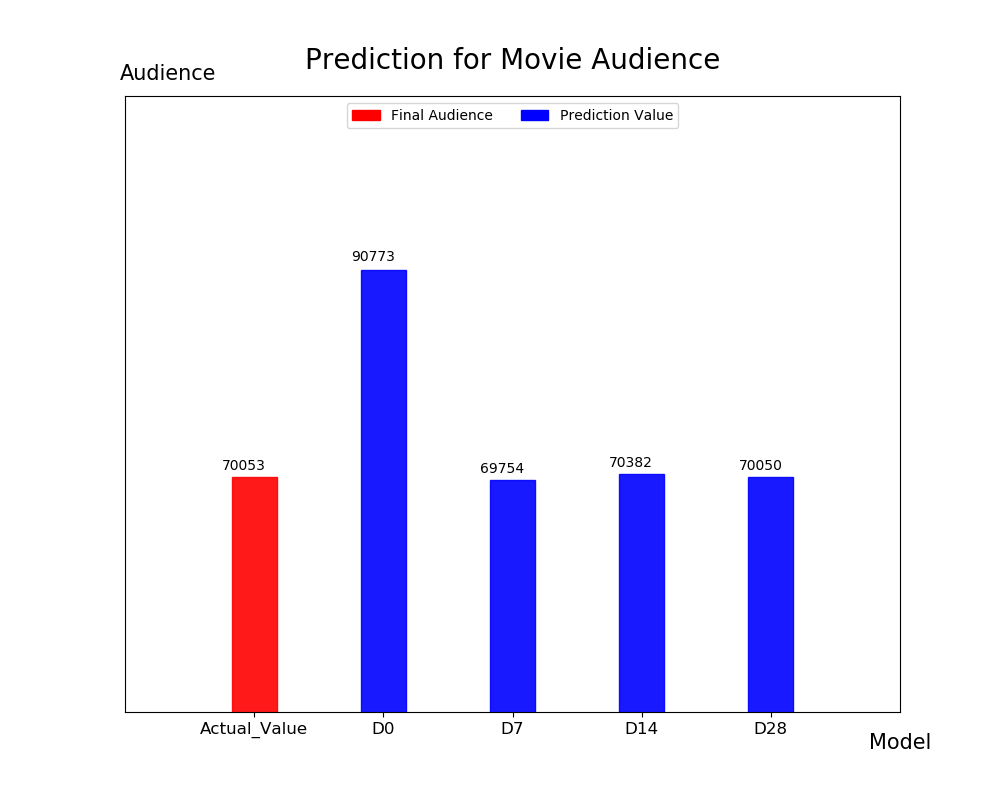 Prediction for Movie Audience
Audience
Final Audience
Prediction Value
90773
70053
69754
70382
70050
Actual_Value
D0
D7
D14
D28
Model